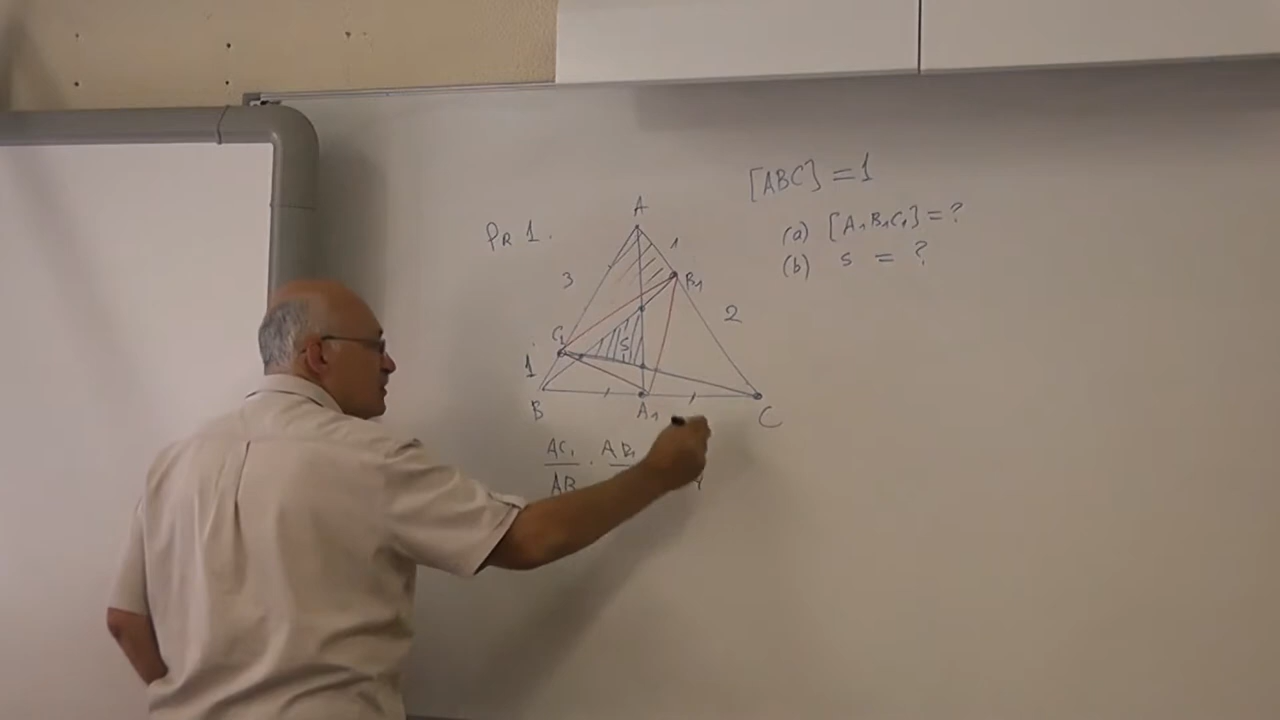 [ABC] = 1
Pr 1.
(a) [A₁B₁C₁] = ?
(b) S = ?
A
3
1
B₁
2
C₁
S
1
B
A₁
C
AC₁ / AB · AB₁